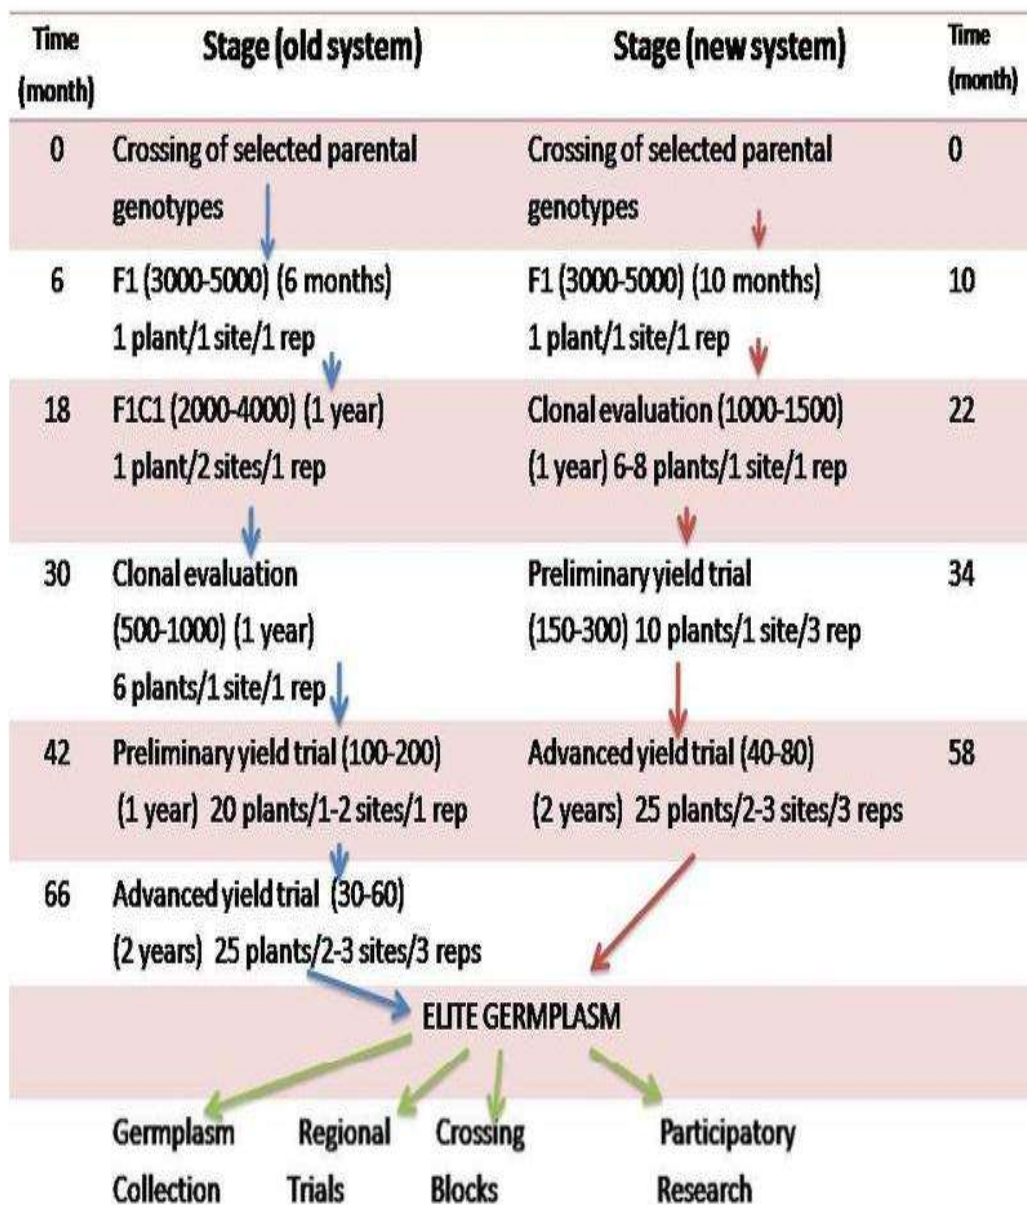 Time Stage (old system) Stage (new system) Time
(month) (month)
0 Crossing of selected parental Crossing of selected parental 0
genotypes genotypes
6 F1 (3000-5000) (6 months) F1 (3000-5000) (10 months) 10
1 plant/1 site/1 rep 1 plant/1 site/1 rep
18 F1C1 (2000-4000) (1 year) Clonal evaluation (1000-1500) 22
1 plant/2 sites/1 rep (1 year) 6-8 plants/1 site/1 rep
30 Clonal evaluation Preliminary yield trial 34
(500-1000) (1 year) (150-300) 10 plants/1 site/3 rep
6 plants/1 site/1 rep
42 Preliminary yield trial (100-200) Advanced yield trial (40-80) 58
(1 year) 20 plants/1-2 sites/1 rep (2 years) 25 plants/2-3 sites/3 reps
66 Advanced yield trial (30-60)
(2 years) 25 plants/2-3 sites/3 reps
ELITE GERMPLASM
Germplasm Regional Crossing Participatory
Collection Trials Blocks Research